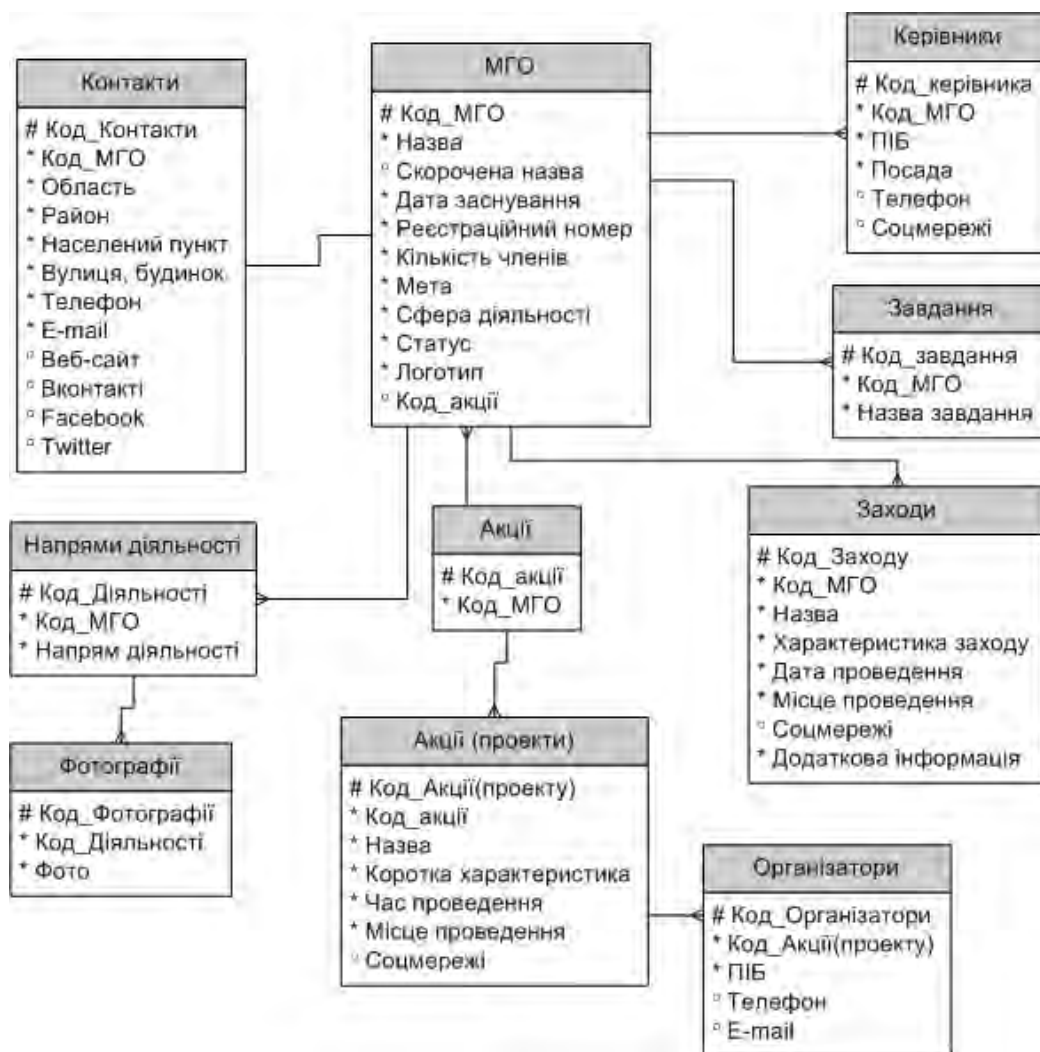 Контакти
# Код_Контакти
* Код_МГО
* Область
* Район
* Населений пункт
* Вулиця, будинок
* Телефон
* E-mail
▫ Веб-сайт
▫ Вконтакті
▫ Facebook
▫ Twitter
МГО
# Код_МГО
* Назва
▫ Скорочена назва
* Дата заснування
* Реєстраційний номер
* Кількість членів
* Мета
* Сфера діяльності
* Статус
* Логотип
▫ Код_акції
Керівники
# Код_керівника
* Код_МГО
* ПІБ
* Посада
▫ Телефон
▫ Соцмережі
Завдання
# Код_завдання
* Код_МГО
* Назва завдання
Напрями діяльності
# Код_Діяльності
* Код_МГО
* Напрям діяльності
Акції
# Код_акції
* Код_МГО
Заходи
# Код_Заходу
* Код_МГО
* Назва
* Характеристика заходу
* Дата проведення
* Місце проведення
▫ Соцмережі
* Додаткова інформація
Фотографії
# Код_Фотографії
* Код_Діяльності
* Фото
Акції (проекти)
# Код_Акції(проекту)
* Код_акції
* Назва
* Коротка характеристика
* Час проведення
* Місце проведення
▫ Соцмережі
Організатори
# Код_Організатори
* Код_Акції(проекту)
* ПІБ
▫ Телефон
▫ E-mail